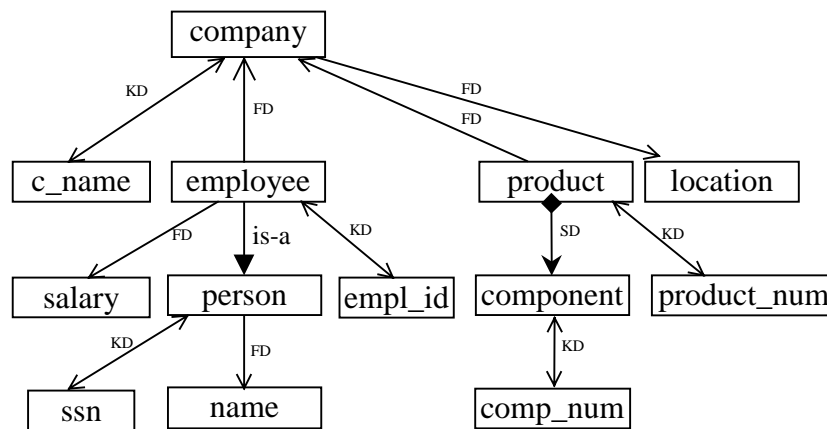 company
KD
FD
FD
FD
c_name
employee
product
location
FD
is-a
KD
SD
KD
salary
person
empl_id
component
product_num
KD
FD
KD
ssn
name
comp_num